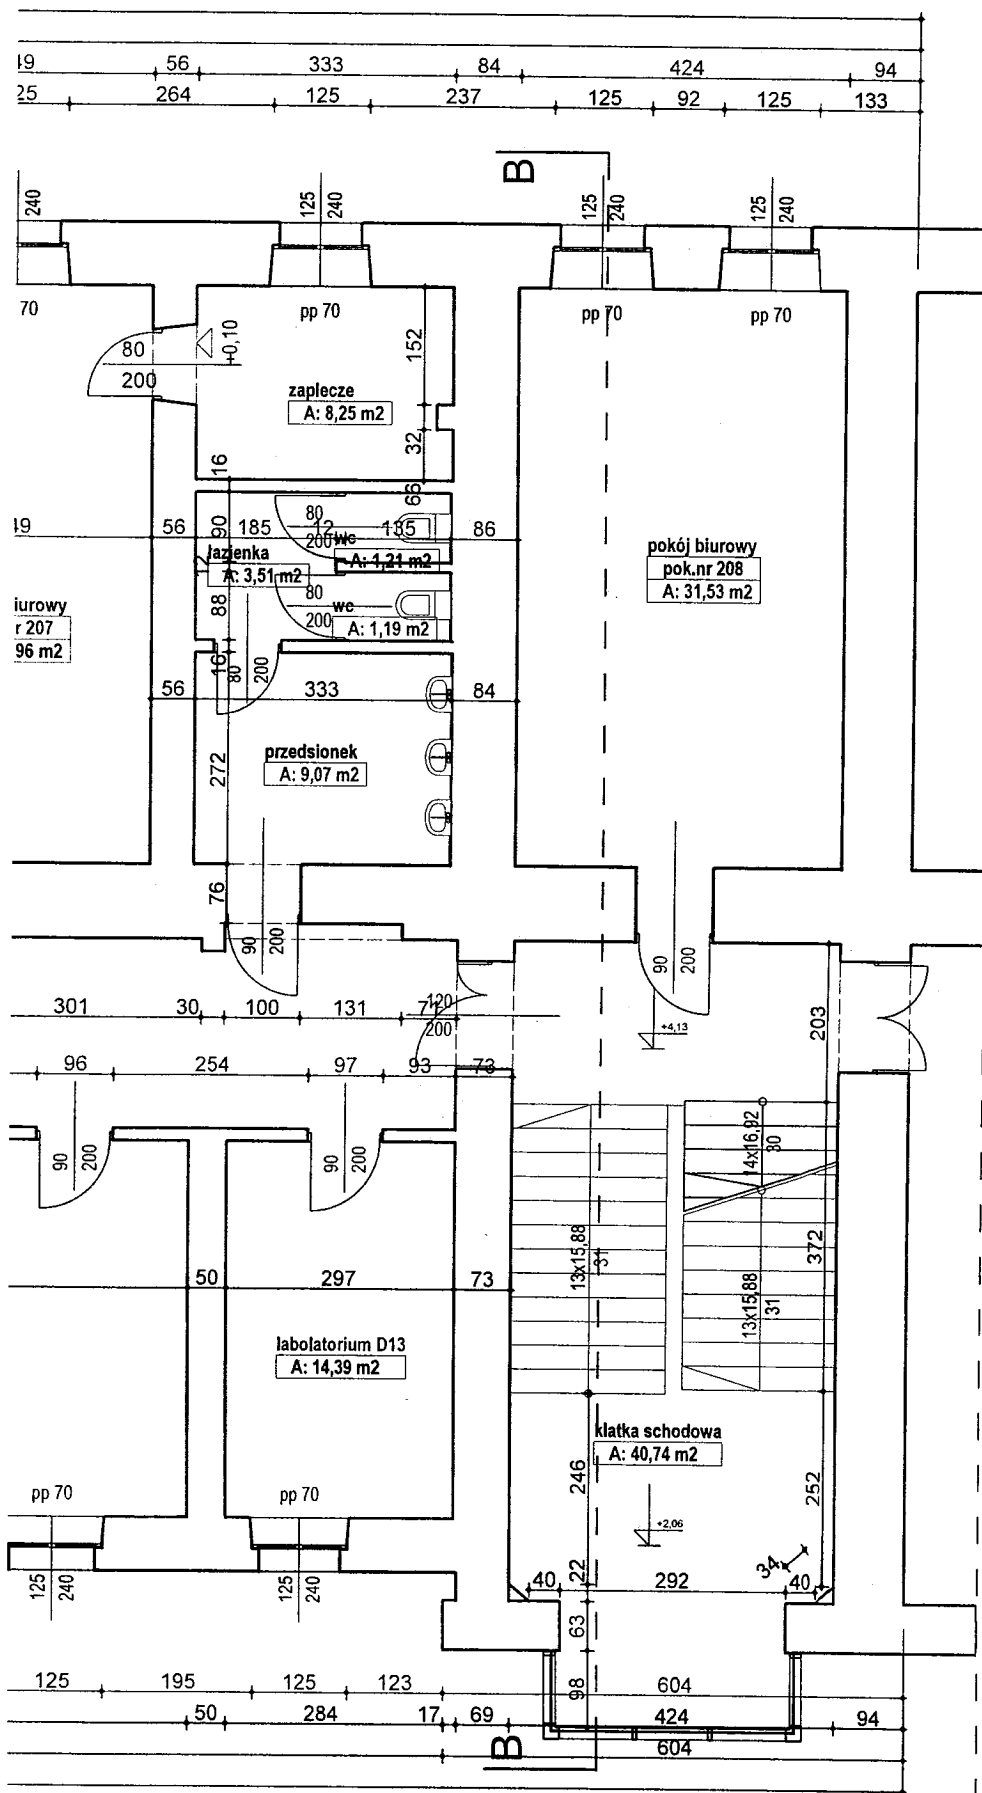 49 56 333 84 424 94
25 264 125 237 125 92 125 133
B
240
125 240
125 240
125 240
70
pp 70
pp 70
pp 70
80
200
+0,10
152
zaplecze
A: 8,25 m2
32
16
66
49 56 90 185 12 135 86
80
200
wc
A: 1,21 m2
łazienka
A: 3,51 m2
12
88
80
200
wc
A: 1,19 m2
pokój biurowy
pok.nr 208
A: 31,53 m2
iurowy
r 207
96 m2
16
80
200
56 333 84
272
przedsionek
A: 9,07 m2
76
90
200
90
200
301 30 100 131 71
120
200
+4,13
203
96 254 97 93 73
90
200
90
200
14x16,92
30
13x15,88
31
372
13x15,88
31
50 297 73
labolatorium D13
A: 14,39 m2
klatka schodowa
A: 40,74 m2
246
252
pp 70
pp 70
+2,06
34
125
240
125
240
22
40 292 40
63
98
125 195 125 123 604
50 284 17 69 424 94
B
604